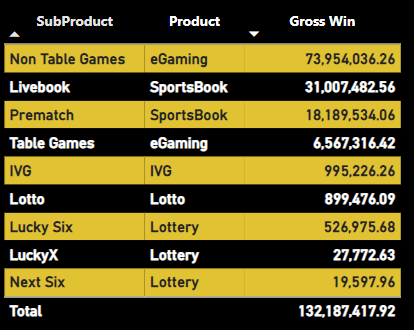 SubProduct Product Gross Win
Non Table Games eGaming 73,954,036.26
Livebook SportsBook 31,007,482.56
Prematch SportsBook 18,189,534.06
Table Games eGaming 6,567,316.42
IVG IVG 995,226.26
Lotto Lotto 899,476.09
Lucky Six Lottery 526,975.68
LuckyX Lottery 27,772.63
Next Six Lottery 19,597.96
Total 132,187,417.92